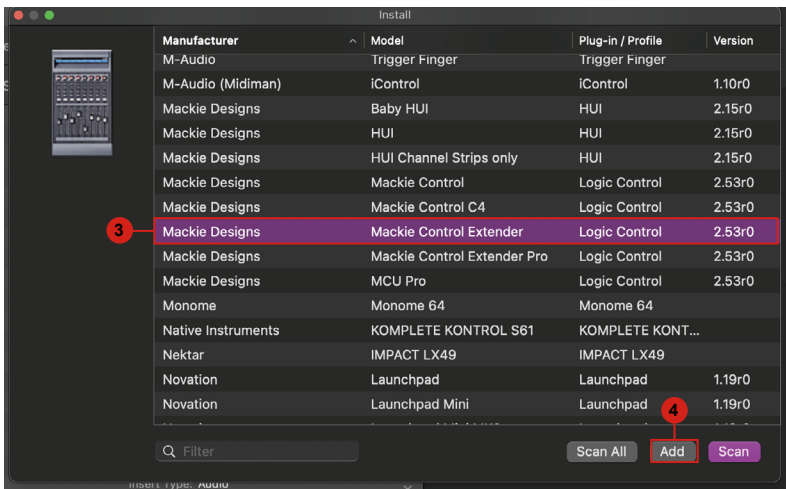 Install
Manufacturer Model Plug-in / Profile Version
M-Audio Trigger Finger Trigger Finger
M-Audio (Midiman) iControl iControl 1.10r0
Mackie Designs Baby HUI HUI 2.15r0
Mackie Designs HUI HUI 2.15r0
Mackie Designs HUI Channel Strips only HUI 2.15r0
Mackie Designs Mackie Control Logic Control 2.53r0
Mackie Designs Mackie Control C4 Logic Control 2.53r0
3 Mackie Designs Mackie Control Extender Logic Control 2.53r0
Mackie Designs Mackie Control Extender Pro Logic Control 2.53r0
Mackie Designs MCU Pro Logic Control 2.53r0
Monome Monome 64 Monome 64
Native Instruments KOMPLETE KONTROL S61 KOMPLETE KONT...
Nektar IMPACT LX49 IMPACT LX49
Novation Launchpad Launchpad 1.19r0
Novation Launchpad Mini Launchpad 1.19r0
4
Filter Scan All Add Scan
Insert Type: Audio